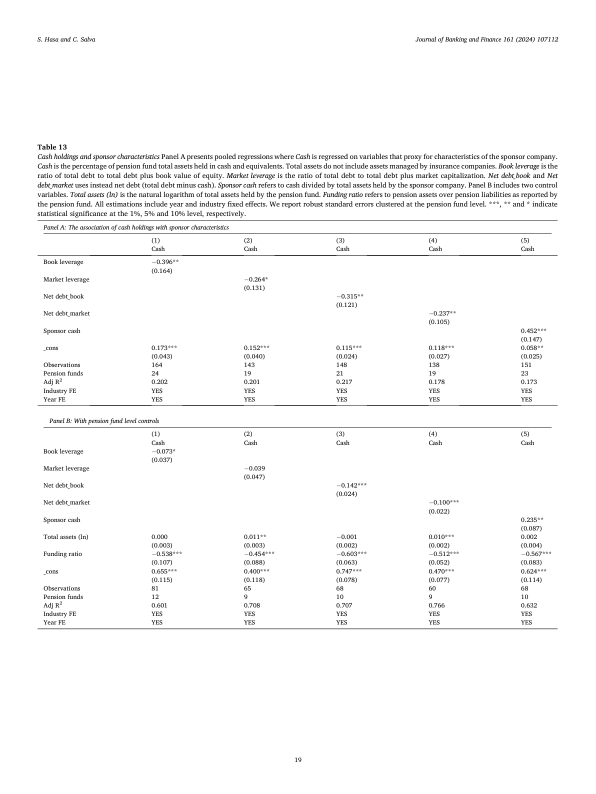 S. Hasa and C. Salva
Journal of Banking and Finance 161 (2024) 107112
Table 13
Cash holdings and sponsor characteristics Panel A presents pooled regressions where Cash is regressed on variables that proxy for characteristics of the sponsor company.
Cash is the percentage of pension fund total assets held in cash and equivalents. Total assets do not include assets managed by insurance companies. Book leverage is the
ratio of total debt to total debt plus book value of equity. Market leverage is the ratio of total debt to total debt plus market capitalization. Net debt_book and Net
debt_market uses instead net debt (total debt minus cash). Sponsor cash refers to cash divided by total assets held by the sponsor company. Panel B includes two control
variables. Total assets (ln) is the natural logarithm of total assets held by the pension fund. Funding ratio refers to pension assets over pension liabilities as reported by
the pension fund. All estimations include year and industry fixed effects. We report robust standard errors clustered at the pension fund level. ***, ** and * indicate
statistical significance at the 1%, 5% and 10% level, respectively.
Panel A: The association of cash holdings with sponsor characteristics
(1) (2) (3) (4) (5)
Cash Cash Cash Cash Cash
Book leverage −0.396**
(0.164)
Market leverage −0.264*
(0.131)
Net debt_book −0.315**
(0.121)
Net debt_market −0.237**
(0.105)
Sponsor cash 0.452***
(0.147)
_cons 0.173*** 0.152*** 0.115*** 0.118*** 0.058**
(0.043) (0.040) (0.024) (0.027) (0.025)
Observations 164 143 148 138 151
Pension funds 24 19 21 19 23
Adj R² 0.202 0.201 0.217 0.178 0.173
Industry FE YES YES YES YES YES
Year FE YES YES YES YES YES
Panel B: With pension fund level controls
(1) (2) (3) (4) (5)
Cash Cash Cash Cash Cash
Book leverage −0.073*
(0.037)
Market leverage −0.039
(0.047)
Net debt_book −0.142***
(0.024)
Net debt_market −0.100***
(0.022)
Sponsor cash 0.235**
(0.087)
Total assets (ln) 0.000 0.011** −0.001 0.010*** 0.002
(0.003) (0.003) (0.002) (0.002) (0.004)
Funding ratio −0.538*** −0.454*** −0.603*** −0.512*** −0.567***
(0.107) (0.088) (0.063) (0.052) (0.083)
_cons 0.655*** 0.400*** 0.747*** 0.470*** 0.624***
(0.115) (0.118) (0.078) (0.077) (0.114)
Observations 81 65 68 60 68
Pension funds 12 9 10 9 10
Adj R² 0.601 0.708 0.707 0.766 0.632
Industry FE YES YES YES YES YES
Year FE YES YES YES YES YES
19